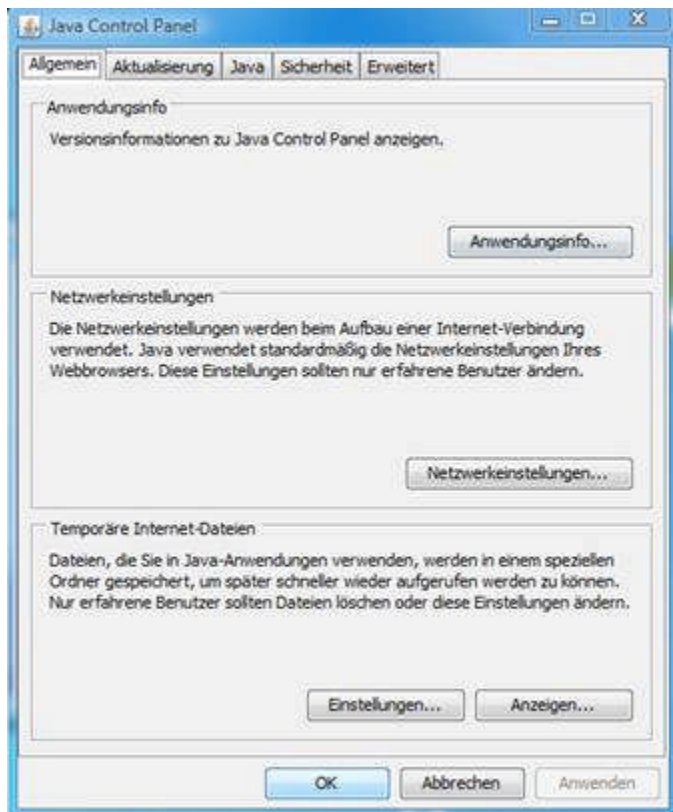 Java Control Panel
Allgemein Aktualisierung Java Sicherheit Erweitert
Anwendungsinfo
Versionsinformationen zu Java Control Panel anzeigen.
Anwendungsinfo...
Netzwerkeinstellungen
Die Netzwerkeinstellungen werden beim Aufbau einer Internet-Verbindung
verwendet. Java verwendet standardmäßig die Netzwerkeinstellungen Ihres
Webbrowsers. Diese Einstellungen sollten nur erfahrene Benutzer ändern.
Netzwerkeinstellungen...
Temporäre Internet-Dateien
Dateien, die Sie in Java-Anwendungen verwenden, werden in einem speziellen
Ordner gespeichert, um später schneller wieder aufgerufen werden zu können.
Nur erfahrene Benutzer sollten Dateien löschen oder diese Einstellungen ändern.
Einstellungen... Anzeigen...
OK Abbrechen Anwenden